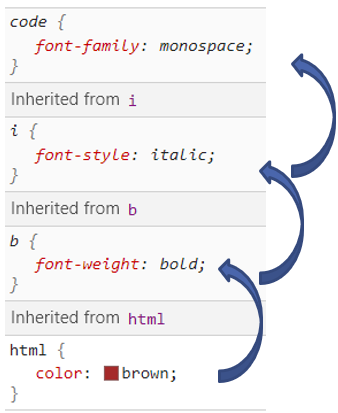 code {
font-family: monospace;
}
Inherited from i
i {
font-style: italic;
}
Inherited from b
b {
font-weight: bold;
}
Inherited from html
html {
color: brown;
}